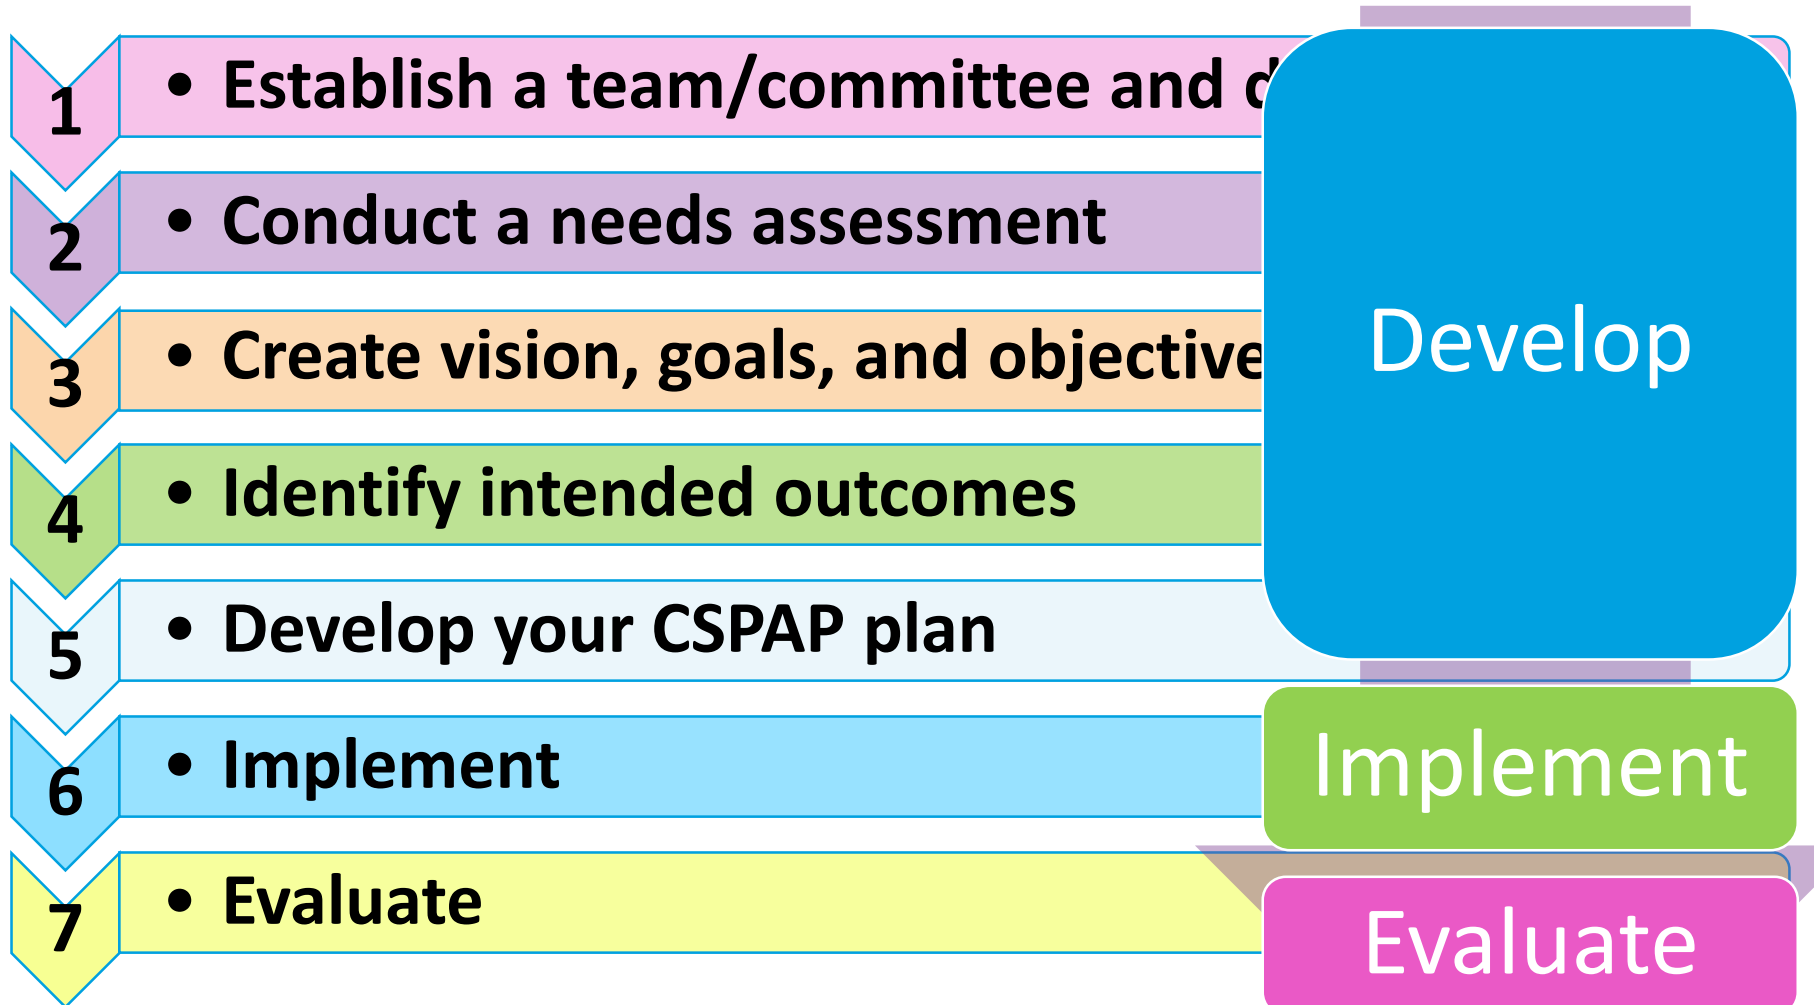 1
• Establish a team/committee and
2
• Conduct a needs assessment
3
• Create vision, goals, and objective
4
• Identify intended outcomes
5
• Develop your CSPAP plan
6
• Implement
7
• Evaluate
Develop
Implement
Evaluate